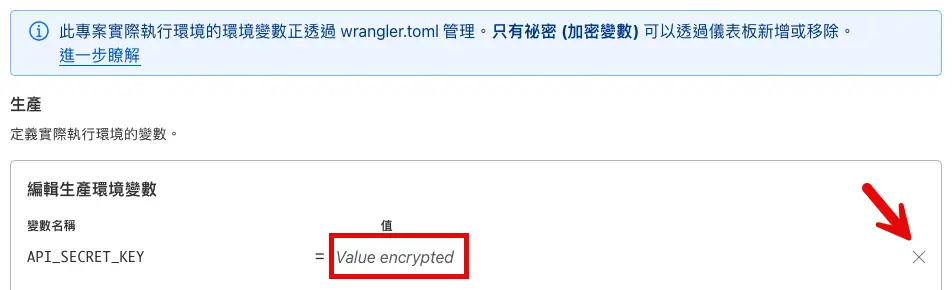 此專案實際執行環境的環境變數正透過 wrangler.toml 管理。只有祕密 (加密變數) 可以透過儀表板新增或移除。
進一步瞭解
生產
定義實際執行環境的變數。
編輯生產環境變數
變數名稱 值
API_SECRET_KEY = Value encrypted